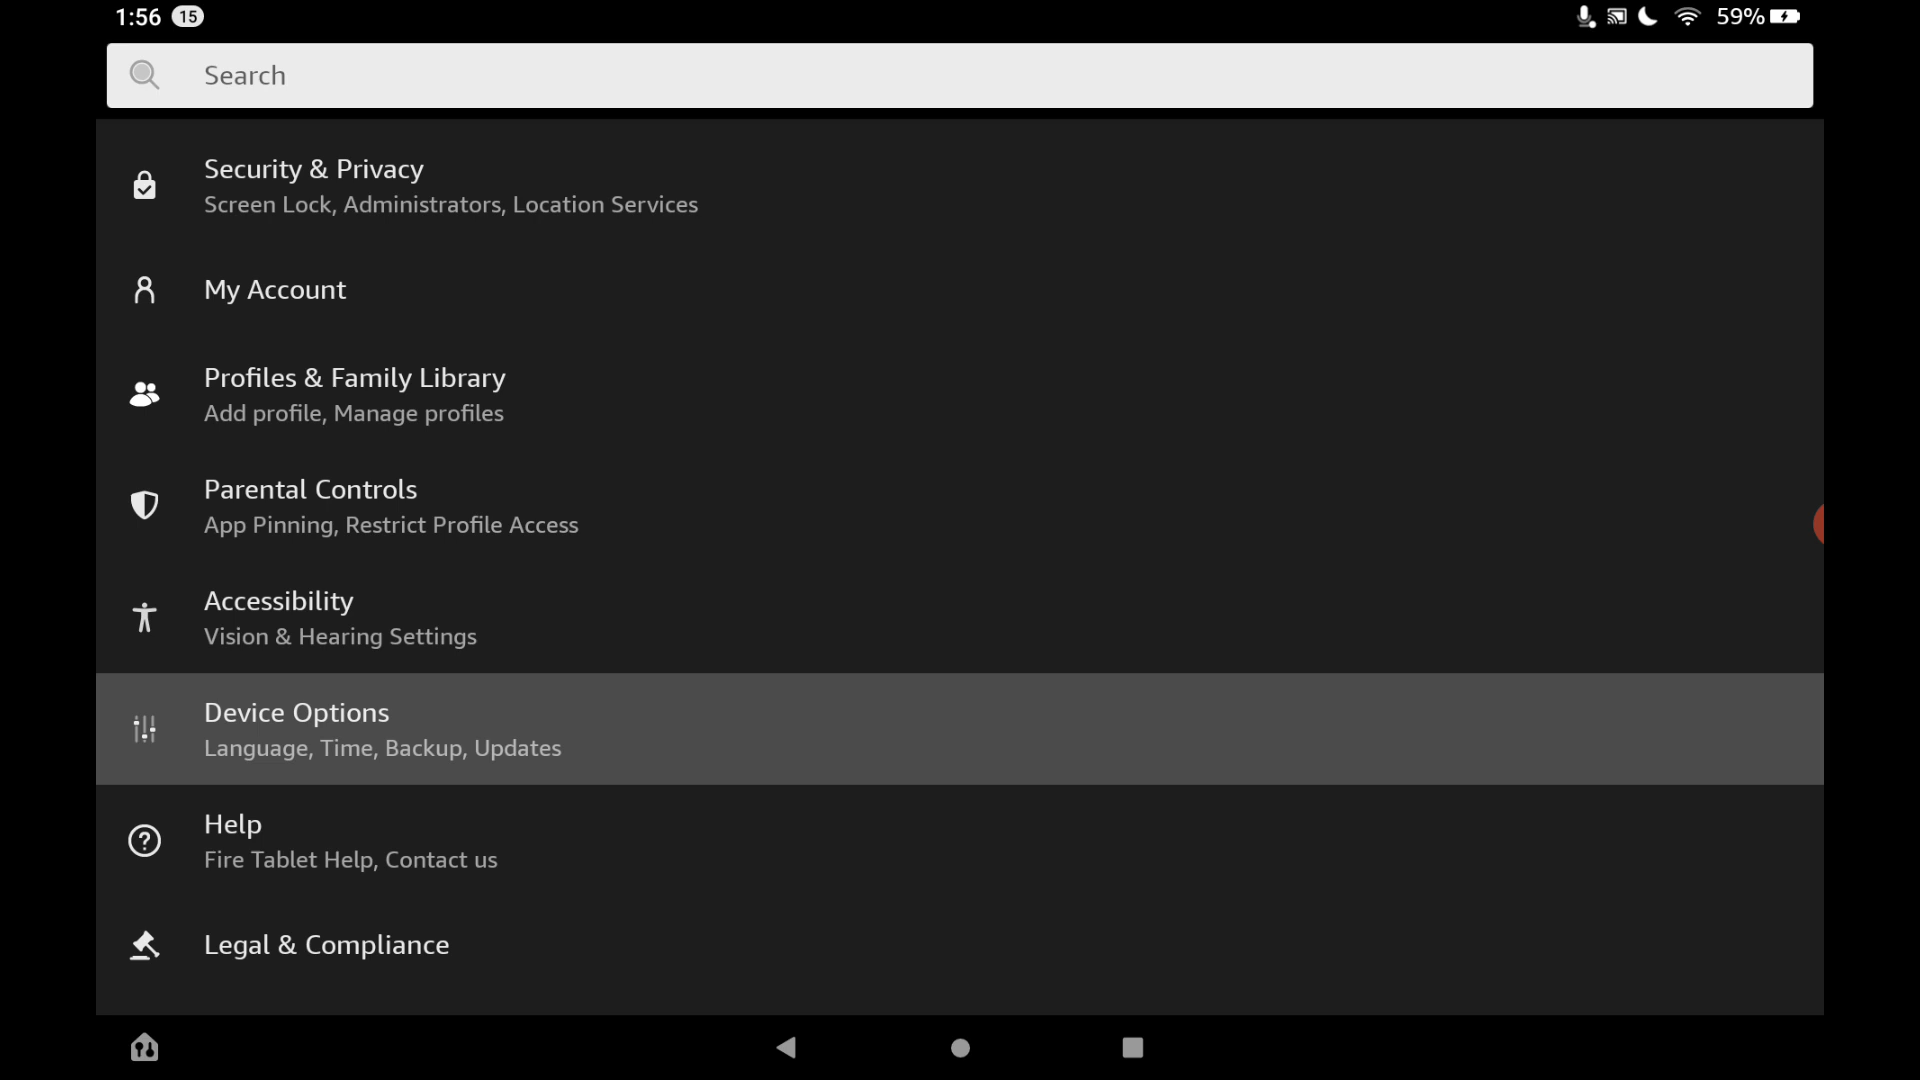 1:56 15 59%
Search
Security & Privacy
Screen Lock, Administrators, Location Services
My Account
Profiles & Family Library
Add profile, Manage profiles
Parental Controls
App Pinning, Restrict Profile Access
Accessibility
Vision & Hearing Settings
Device Options
Language, Time, Backup, Updates
Help
Fire Tablet Help, Contact us
Legal & Compliance